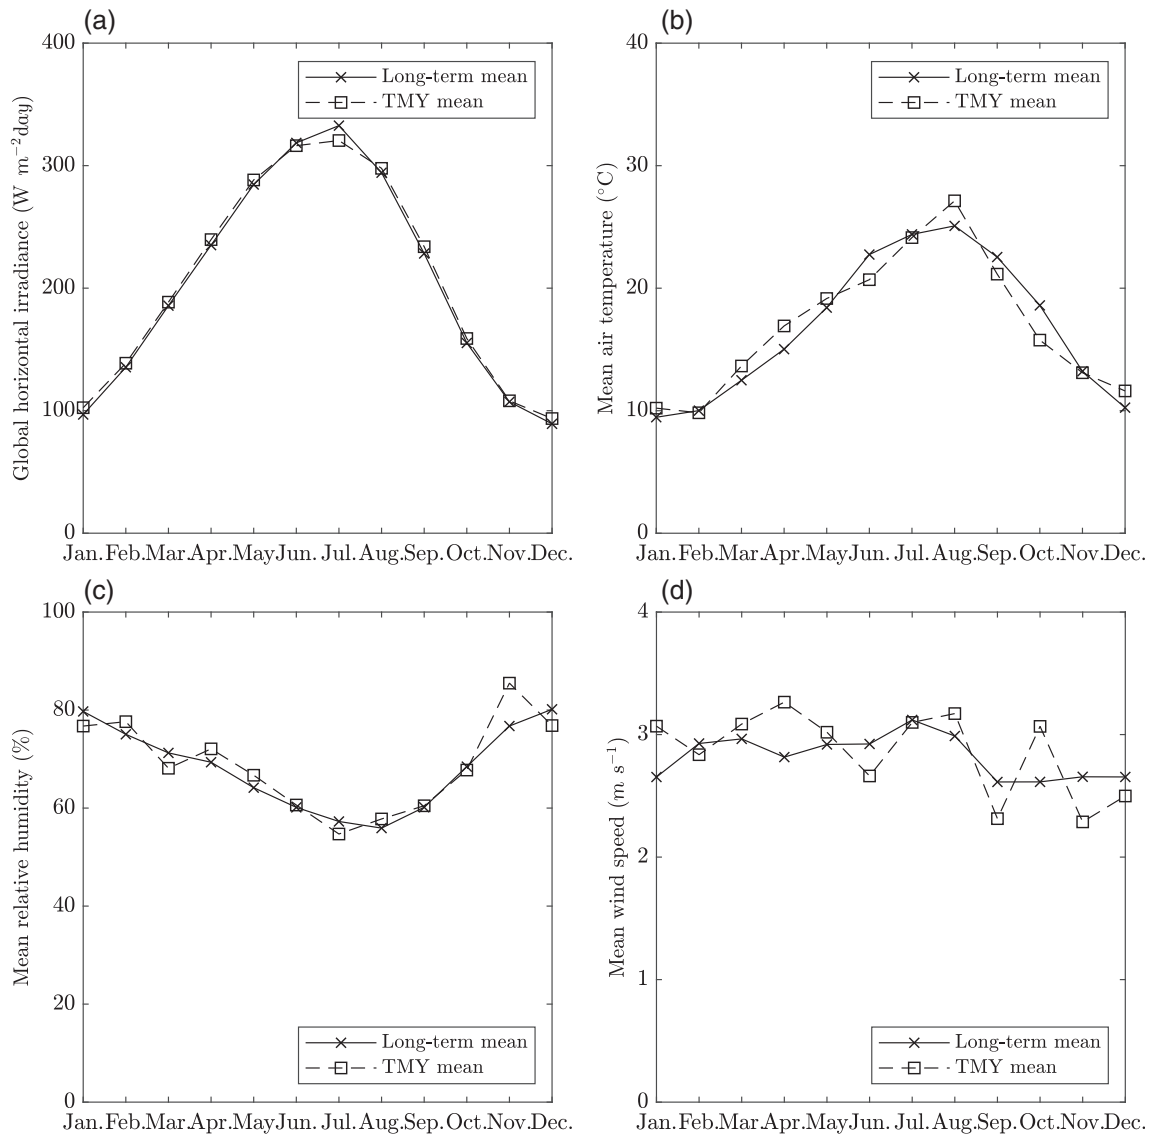 (a)
400
300
200
100
0
Global horizontal irradiance (W m⁻²day)
Long-term mean
TMY mean
Jan. Feb. Mar. Apr. May Jun. Jul. Aug. Sep. Oct. Nov. Dec.
(b)
40
30
20
10
0
Mean air temperature (°C)
Long-term mean
TMY mean
Jan. Feb. Mar. Apr. May Jun. Jul. Aug. Sep. Oct. Nov. Dec.
(c)
100
80
60
40
20
0
Mean relative humidity (%)
Long-term mean
TMY mean
Jan. Feb. Mar. Apr. May Jun. Jul. Aug. Sep. Oct. Nov. Dec.
(d)
4
3
2
1
0
Mean wind speed (m s⁻¹)
Long-term mean
TMY mean
Jan. Feb. Mar. Apr. May Jun. Jul. Aug. Sep. Oct. Nov. Dec.